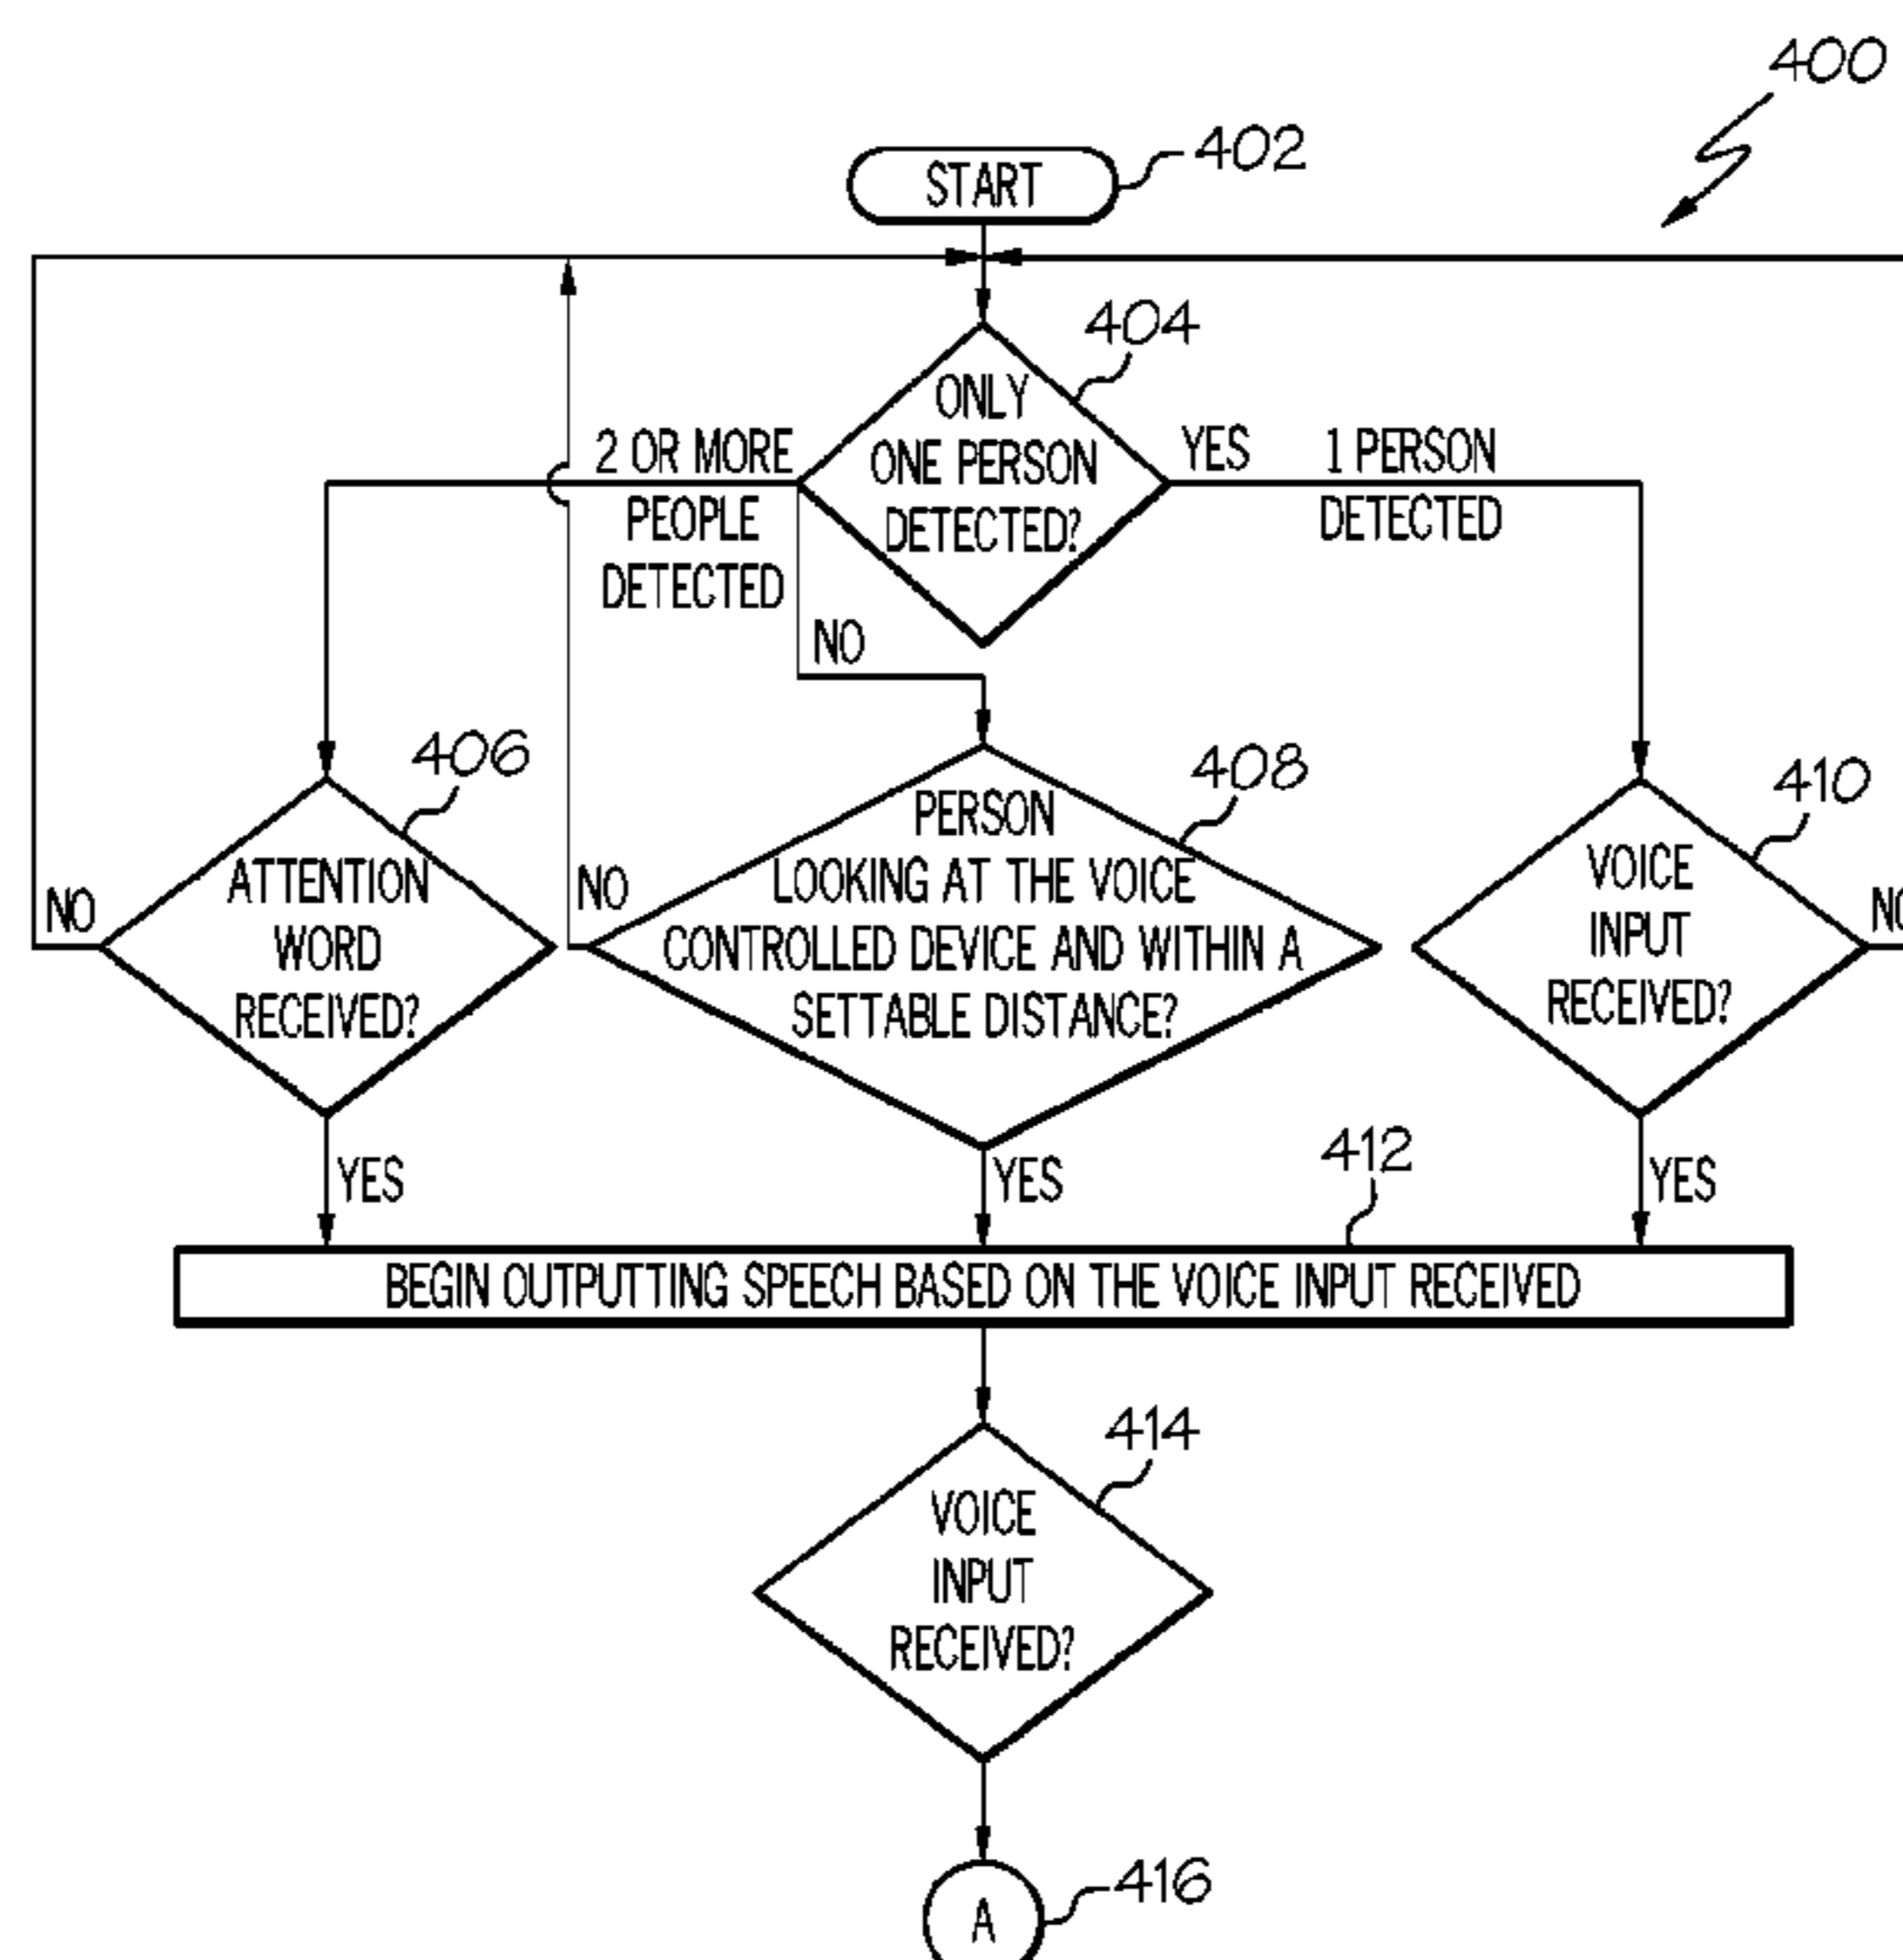 400
START
402
404
ONLY
ONE PERSON
DETECTED?
2 OR MORE
PEOPLE
DETECTED
YES
1 PERSON
DETECTED
NO
406
ATTENTION
WORD
RECEIVED?
NO
408
PERSON
LOOKING AT THE VOICE
CONTROLLED DEVICE AND WITHIN A
SETTABLE DISTANCE?
NO
410
VOICE
INPUT
RECEIVED?
NO
YES
YES
YES
412
BEGIN OUTPUTTING SPEECH BASED ON THE VOICE INPUT RECEIVED
414
VOICE
INPUT
RECEIVED?
A
416